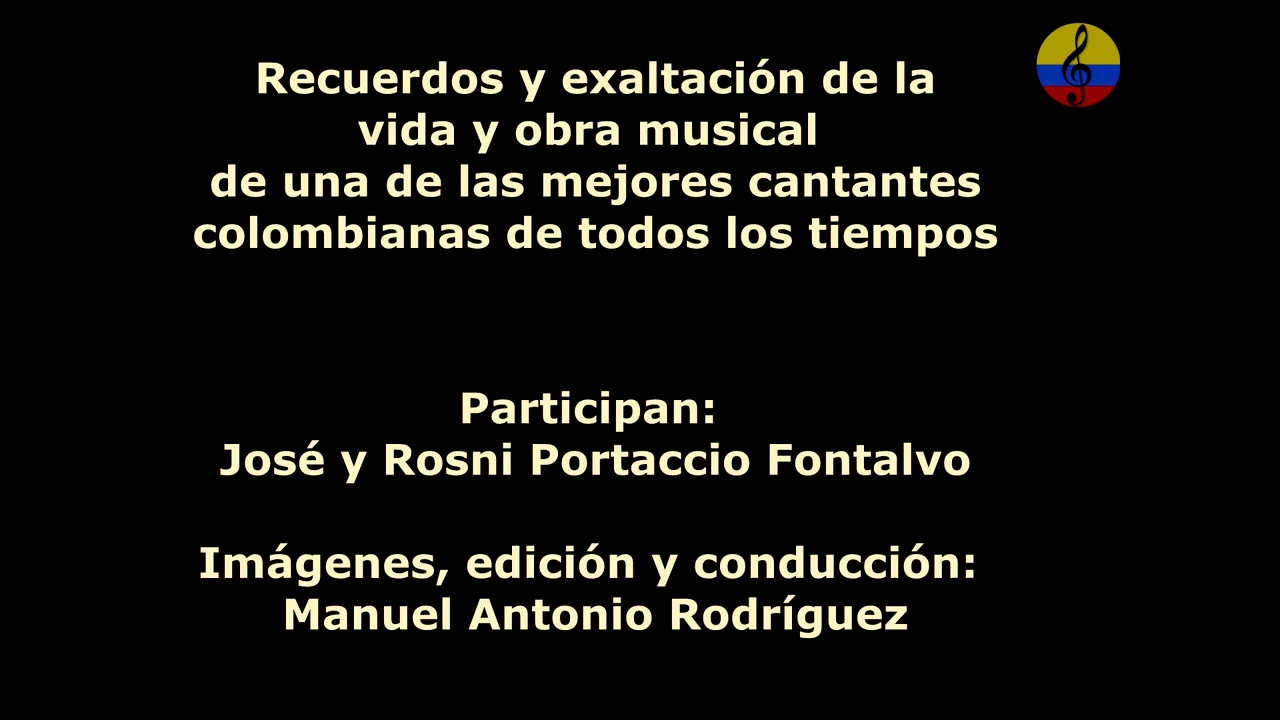 Recuerdos y exaltación de la
vida y obra musical
de una de las mejores cantantes
colombianas de todos los tiempos
Participan:
José y Rosni Portaccio Fontalvo
Imágenes, edición y conducción:
Manuel Antonio Rodríguez